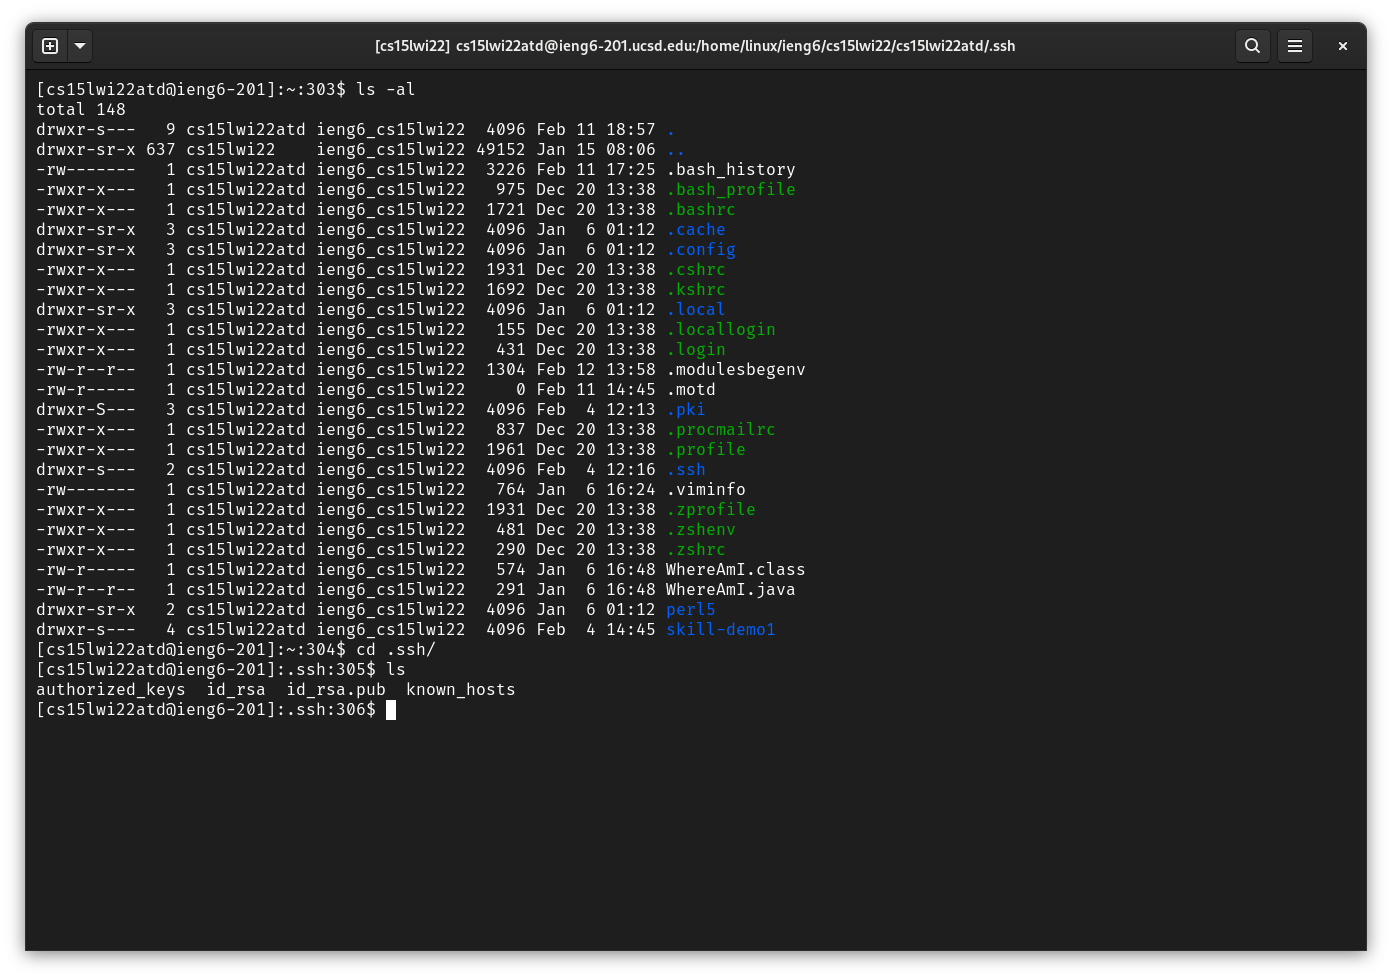 [cs15lwi22] cs15lwi22atd@ieng6-201.ucsd.edu:/home/linux/ieng6/cs15lwi22/cs15lwi22atd/.ssh
[cs15lwi22atd@ieng6-201]:~:303$ ls -al
total 148
drwxr-s---   9 cs15lwi22atd ieng6_cs15lwi22  4096 Feb 11 18:57 .
drwxr-sr-x 637 cs15lwi22    ieng6_cs15lwi22 49152 Jan 15 08:06 ..
-rw-------   1 cs15lwi22atd ieng6_cs15lwi22  3226 Feb 11 17:25 .bash_history
-rwxr-x---   1 cs15lwi22atd ieng6_cs15lwi22   975 Dec 20 13:38 .bash_profile
-rwxr-x---   1 cs15lwi22atd ieng6_cs15lwi22  1721 Dec 20 13:38 .bashrc
drwxr-sr-x   3 cs15lwi22atd ieng6_cs15lwi22  4096 Jan  6 01:12 .cache
drwxr-sr-x   3 cs15lwi22atd ieng6_cs15lwi22  4096 Jan  6 01:12 .config
-rwxr-x---   1 cs15lwi22atd ieng6_cs15lwi22  1931 Dec 20 13:38 .cshrc
-rwxr-x---   1 cs15lwi22atd ieng6_cs15lwi22  1692 Dec 20 13:38 .kshrc
drwxr-sr-x   3 cs15lwi22atd ieng6_cs15lwi22  4096 Jan  6 01:12 .local
-rwxr-x---   1 cs15lwi22atd ieng6_cs15lwi22   155 Dec 20 13:38 .locallogin
-rwxr-x---   1 cs15lwi22atd ieng6_cs15lwi22   431 Dec 20 13:38 .login
-rw-r--r--   1 cs15lwi22atd ieng6_cs15lwi22  1304 Feb 12 13:58 .modulesbegenv
-rw-r-----   1 cs15lwi22atd ieng6_cs15lwi22     0 Feb 11 14:45 .motd
drwxr-S---   3 cs15lwi22atd ieng6_cs15lwi22  4096 Feb  4 12:13 .pki
-rwxr-x---   1 cs15lwi22atd ieng6_cs15lwi22   837 Dec 20 13:38 .procmailrc
-rwxr-x---   1 cs15lwi22atd ieng6_cs15lwi22  1961 Dec 20 13:38 .profile
drwxr-s---   2 cs15lwi22atd ieng6_cs15lwi22  4096 Feb  4 12:16 .ssh
-rw-------   1 cs15lwi22atd ieng6_cs15lwi22   764 Jan  6 16:24 .viminfo
-rwxr-x---   1 cs15lwi22atd ieng6_cs15lwi22  1931 Dec 20 13:38 .zprofile
-rwxr-x---   1 cs15lwi22atd ieng6_cs15lwi22   481 Dec 20 13:38 .zshenv
-rwxr-x---   1 cs15lwi22atd ieng6_cs15lwi22   290 Dec 20 13:38 .zshrc
-rw-r-----   1 cs15lwi22atd ieng6_cs15lwi22   574 Jan  6 16:48 WhereAmI.class
-rw-r--r--   1 cs15lwi22atd ieng6_cs15lwi22   291 Jan  6 16:48 WhereAmI.java
drwxr-sr-x   2 cs15lwi22atd ieng6_cs15lwi22  4096 Jan  6 01:12 perl5
drwxr-s---   4 cs15lwi22atd ieng6_cs15lwi22  4096 Feb  4 14:45 skill-demo1
[cs15lwi22atd@ieng6-201]:~:304$ cd .ssh/
[cs15lwi22atd@ieng6-201]:.ssh:305$ ls
authorized_keys  id_rsa  id_rsa.pub  known_hosts
[cs15lwi22atd@ieng6-201]:.ssh:306$